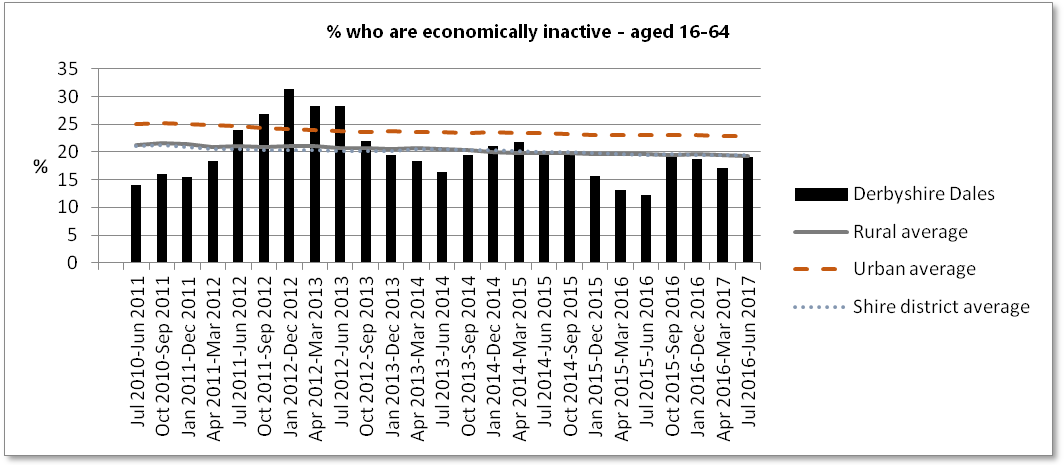 % who are economically inactive - aged 16-64
35
30
25
20
15
10
5
0
%
Jul 2010-Jun 2011
Oct 2010-Sep 2011
Jan 2011-Dec 2011
Apr 2011-Mar 2012
Jul 2011-Jun 2012
Oct 2011-Sep 2012
Jan 2012-Dec 2012
Apr 2012-Mar 2013
Jul 2012-Jun 2013
Oct 2012-Sep 2013
Jan 2013-Dec 2013
Apr 2013-Mar 2014
Jul 2013-Jun 2014
Oct 2013-Sep 2014
Jan 2014-Dec 2014
Apr 2014-Mar 2015
Jul 2014-Jun 2015
Oct 2014-Sep 2015
Jan 2015-Dec 2015
Apr 2015-Mar 2016
Jul 2015-Jun 2016
Oct 2015-Sep 2016
Jan 2016-Dec 2016
Apr 2016-Mar 2017
Jul 2016-Jun 2017
Derbyshire Dales
Rural average
Urban average
Shire district average